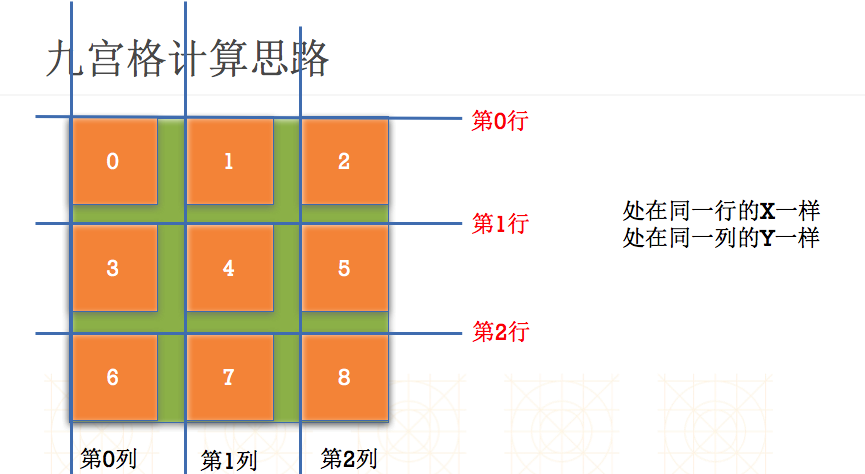 九宫格计算思路
第0行
0
1
2
处在同一行的X一样
处在同一列的Y一样
第1行
3
4
5
第2行
6
7
8
第0列
第1列
第2列